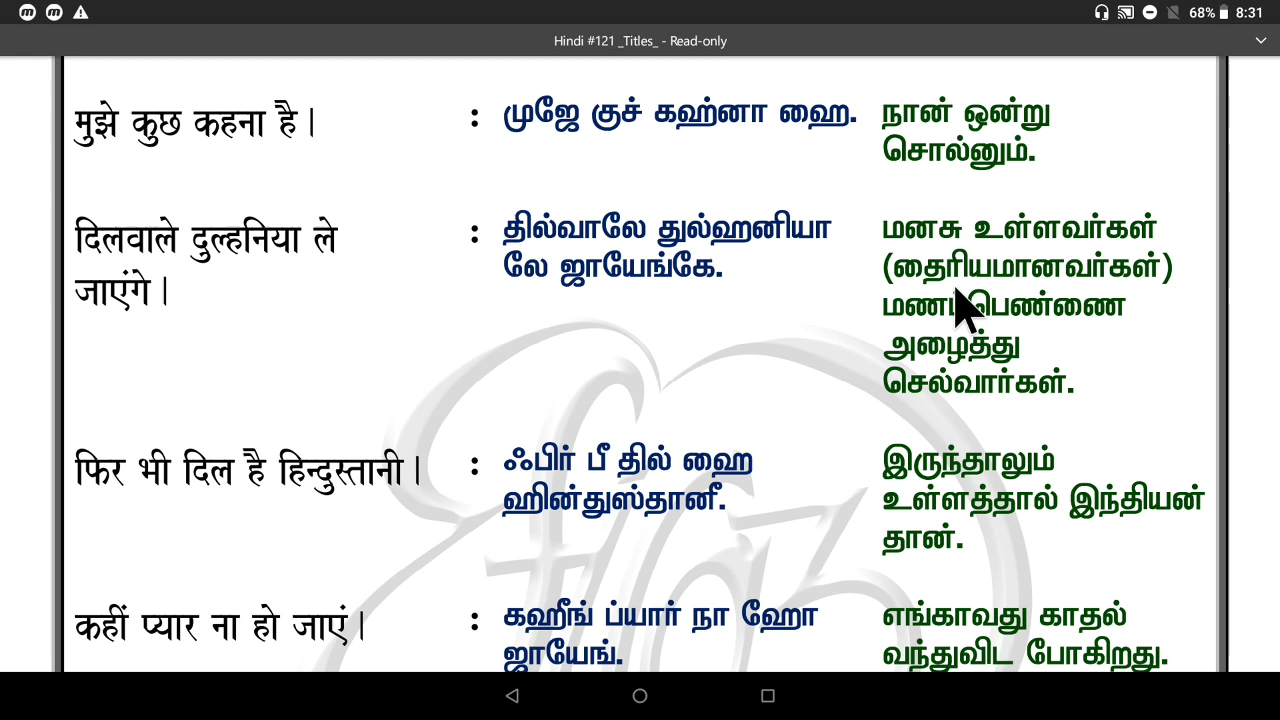 68% 8:31
Hindi #121 _Titles_ - Read-only
मुझे कुछ कहना है। : முஜே குச் கஹ்னா ஹை. நான் ஒன்று
சொல்னும்.
दिलवाले दुल्हनिया ले : தில்வாலே துல்ஹனியா மனசு உள்ளவர்கள்
जाएंगे। லே ஜாயேங்கே. (தைரியமானவர்கள்)
மணப்பெண்ணை
அழைத்து
செல்வார்கள்.
फिर भी दिल है हिन्दुस्तानी। : ஃபிர் பீ தில் ஹை இருந்தாலும்
ஹின்துஸ்தானீ. உள்ளத்தால் இந்தியன்
தான்.
कहीं प्यार ना हो जाएं। : கஹீங் ப்யார் நா ஹோ எங்காவது காதல்
ஜாயேங். வந்துவிட போகிறது.